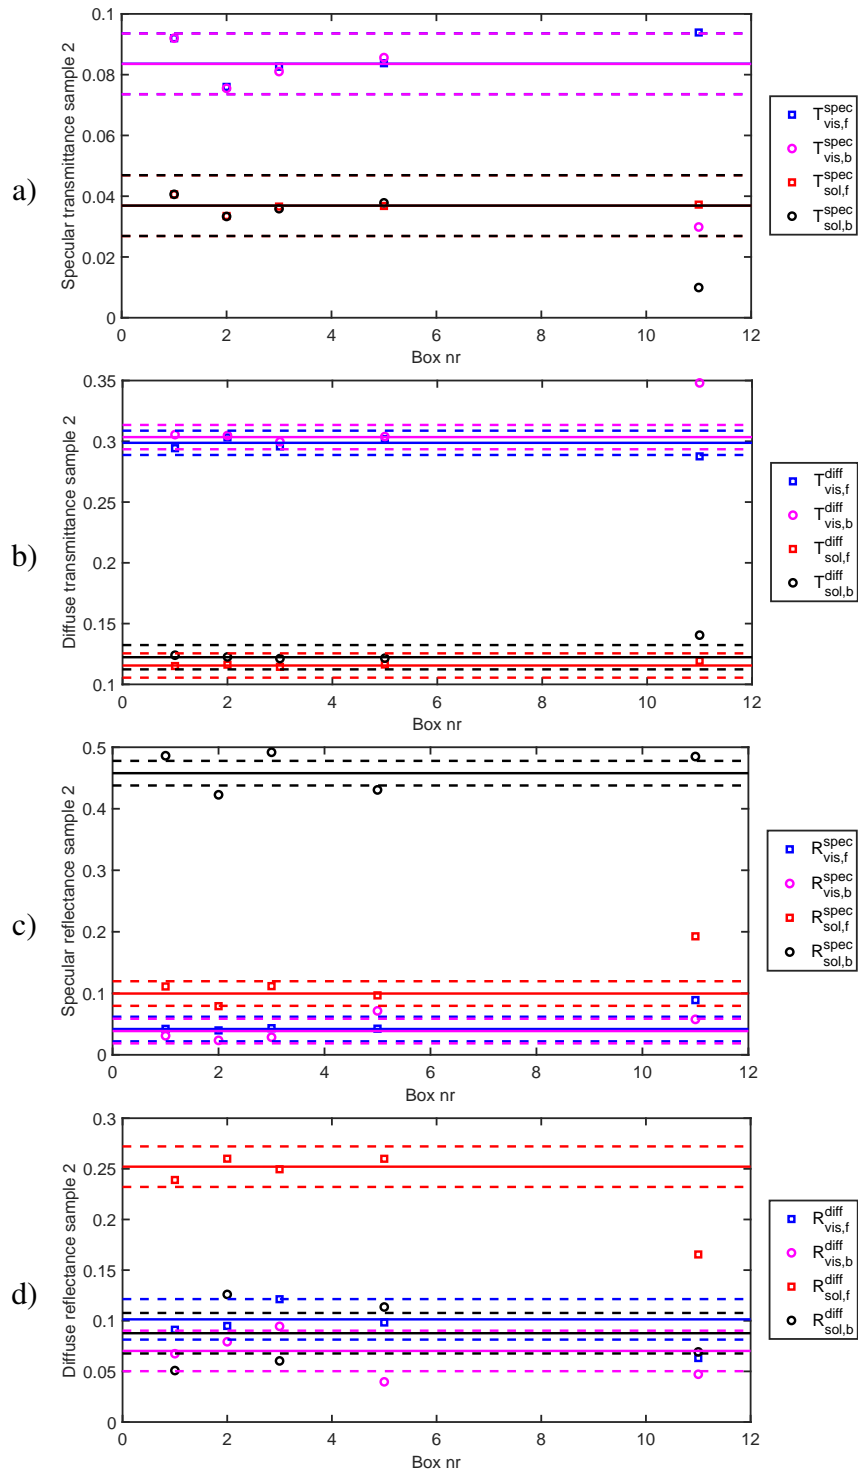 a)
Specular transmittance sample 2
0.1
0.08
0.06
0.04
0.02
0
0 2 4 6 8 10 12
Box nr
T^spec_vis,f
T^spec_vis,b
T^spec_sol,f
T^spec_sol,b
b)
Diffuse transmittance sample 2
0.35
0.3
0.25
0.2
0.15
0.1
0 2 4 6 8 10 12
Box nr
T^diff_vis,f
T^diff_vis,b
T^diff_sol,f
T^diff_sol,b
c)
Specular reflectance sample 2
0.5
0.4
0.3
0.2
0.1
0
0 2 4 6 8 10 12
Box nr
R^spec_vis,f
R^spec_vis,b
R^spec_sol,f
R^spec_sol,b
d)
Diffuse reflectance sample 2
0.3
0.25
0.2
0.15
0.1
0.05
0
0 2 4 6 8 10 12
Box nr
R^diff_vis,f
R^diff_vis,b
R^diff_sol,f
R^diff_sol,b